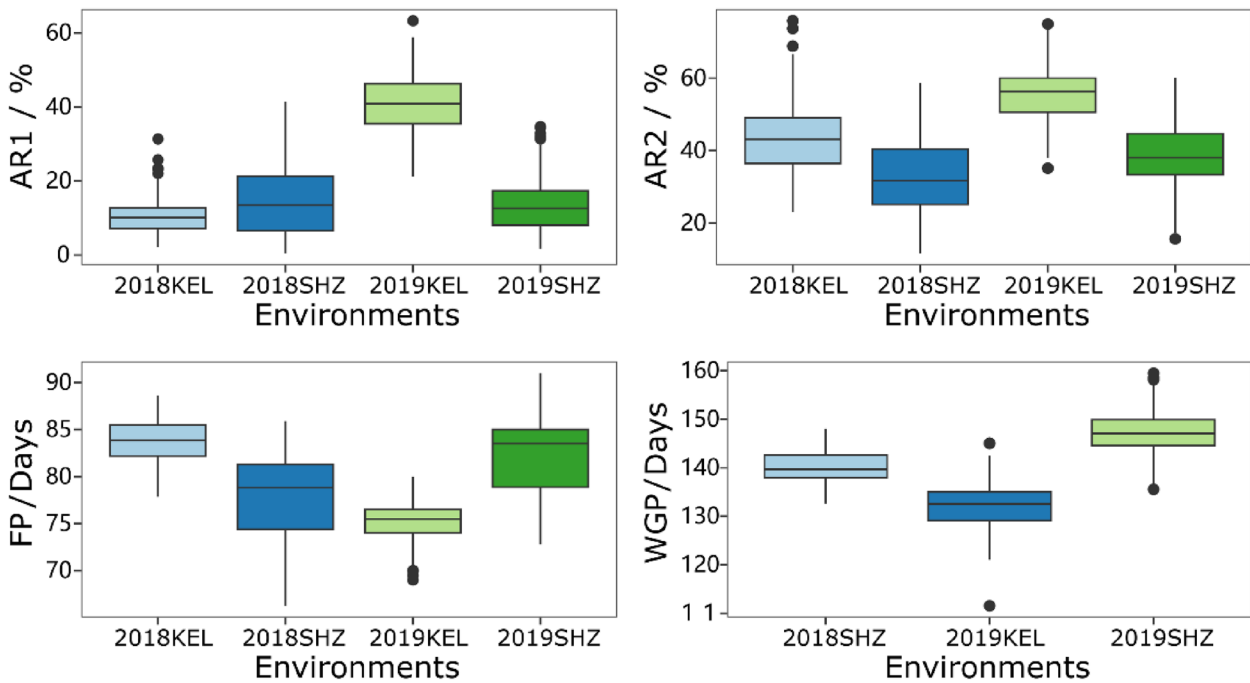 AR1 / %
60
40
20
0
2018KEL 2018SHZ 2019KEL 2019SHZ
Environments
AR2 / %
60
40
20
2018KEL 2018SHZ 2019KEL 2019SHZ
Environments
FP/Days
90
85
80
75
70
2018KEL 2018SHZ 2019KEL 2019SHZ
Environments
WGP/Days
160
150
140
130
120
1 1
2018SHZ 2019KEL 2019SHZ
Environments